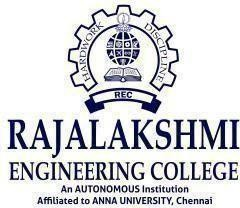 HARDWORK DISCIPLINE
REC
RAJALAKSHMI
ENGINEERING COLLEGE
An AUTONOMOUS Institution
Affiliated to ANNA UNIVERSITY, Chennai